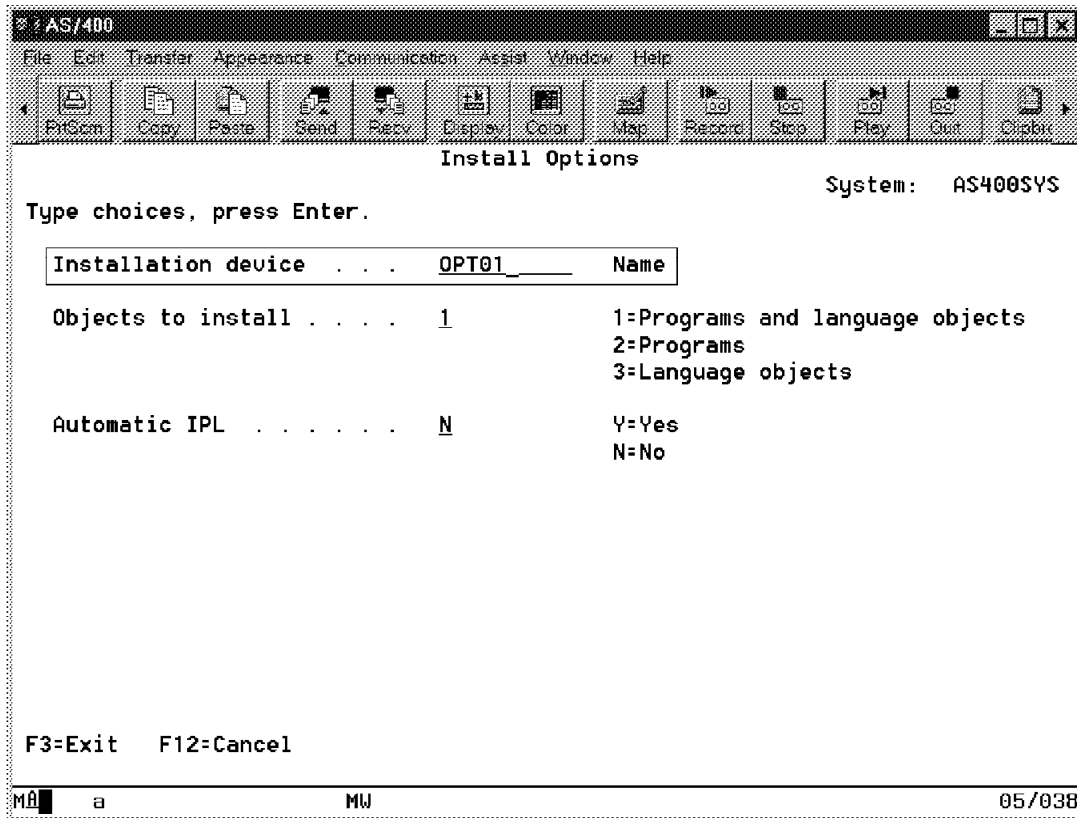 AS/400
File Edit Transfer Appearance Communication Assist Window Help
PrtScrn Copy Paste Send Recv Display Color Map Record Stop Play Quit Clipbrd
Install Options
System: AS400SYS
Type choices, press Enter.
Installation device . . . OPT01_____ Name
Objects to install . . . . 1 1=Programs and language objects
2=Programs
3=Language objects
Automatic IPL . . . . . . N Y=Yes
N=No
F3=Exit F12=Cancel
MA a MW 05/038